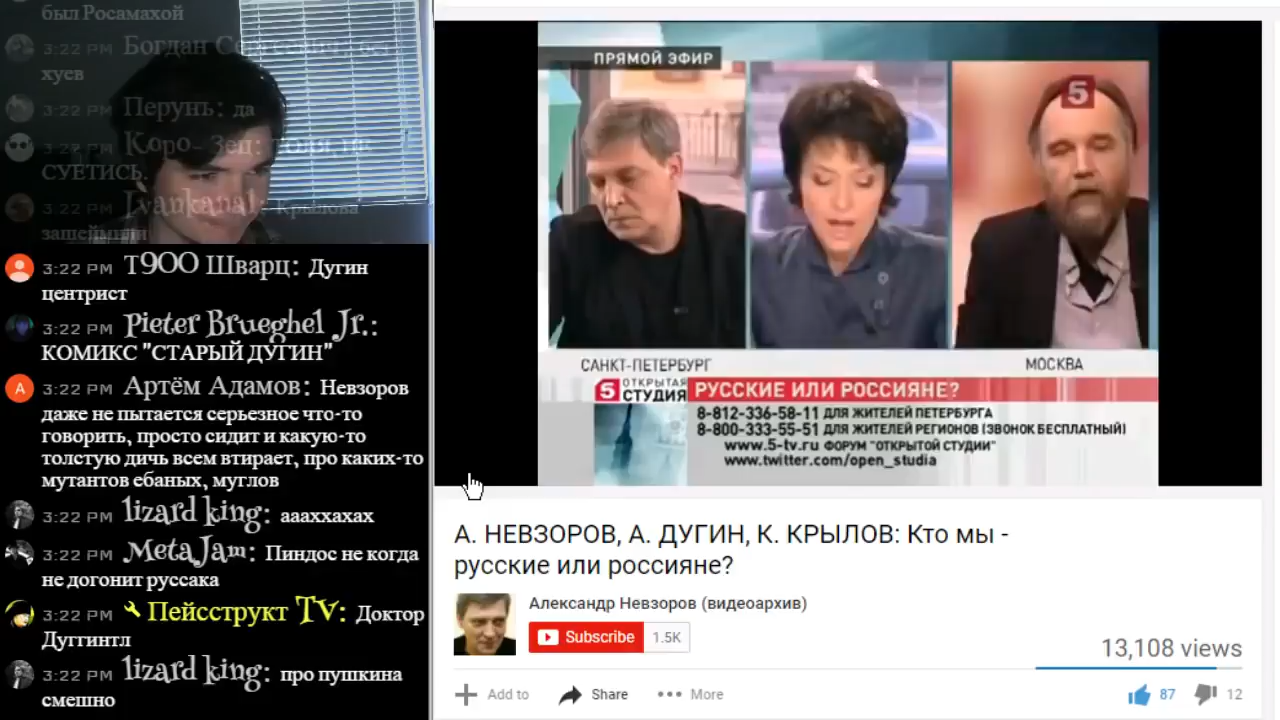 был Росамахой
3:22 PM Богдан
хуев
3:22 PM Перунъ: да
3:22 PM Коро- Зец:
СУЕТИСЬ.
3:22 PM Ivankanal: Крылова
зашеймили
3:22 PM Т900 Шварц: Дугин
центрист
3:22 PM Pieter Brueghel Jr.:
КОМИКС "СТАРЫЙ ДУГИН"
3:22 PM Артём Адамов: Невзоров
даже не пытается серьезное что-то
говорить, просто сидит и какую-то
толстую дичь всем втирает, про каких-то
мутантов ебаных, муглов
3:22 PM lizard king: аааххахах
3:22 PM MetaJam: Пиндос не когда
не догонит руссака
3:22 PM Пейсструкт TV: Доктор
Дуггинтл
3:22 PM lizard king: про пушкина
смешно
A
ПРЯМОЙ ЭФИР
5
САНКТ-ПЕТЕРБУРГ
МОСКВА
5 ОТКРЫТАЯ СТУДИЯ
РУССКИЕ ИЛИ РОССИЯНЕ?
8-812-336-58-11 ДЛЯ ЖИТЕЛЕЙ ПЕТЕРБУРГА
8-800-333-55-51 ДЛЯ ЖИТЕЛЕЙ РЕГИОНОВ (ЗВОНОК БЕСПЛАТНЫЙ)
www.5-tv.ru ФОРУМ "ОТКРЫТОЙ СТУДИИ"
www.twitter.com/open_studia
А. НЕВЗОРОВ, А. ДУГИН, К. КРЫЛОВ: Кто мы -
русские или россияне?
Александр Невзоров (видеоархив)
Subscribe 1.5K
13,108 views
Add to Share More 87 12